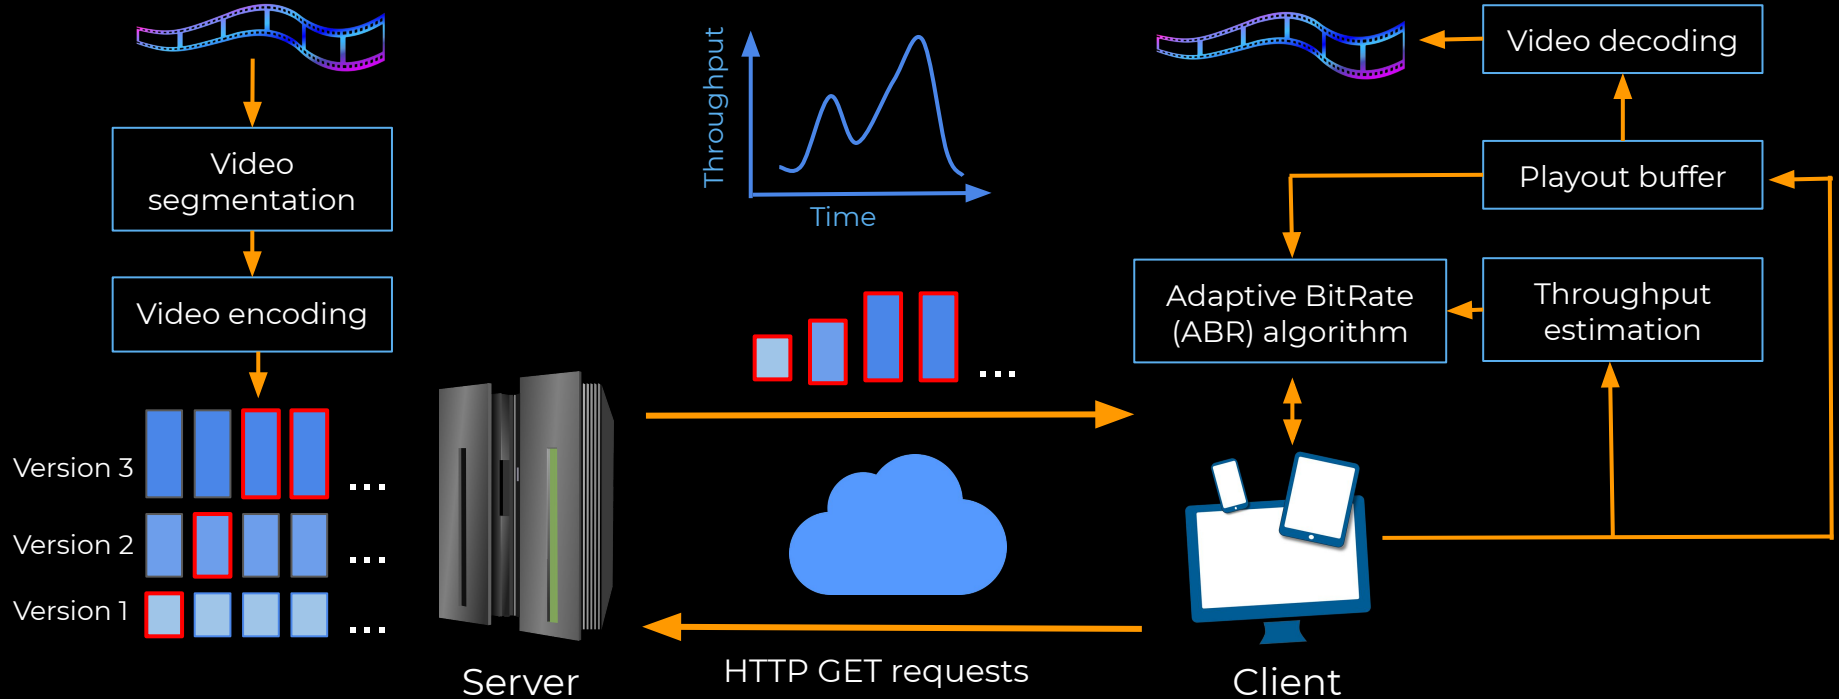 Video
segmentation
Video encoding
Version 3
Version 2
Version 1
...
...
...
Server
Throughput
Time
...
HTTP GET requests
Video decoding
Playout buffer
Adaptive BitRate
(ABR) algorithm
Throughput
estimation
Client